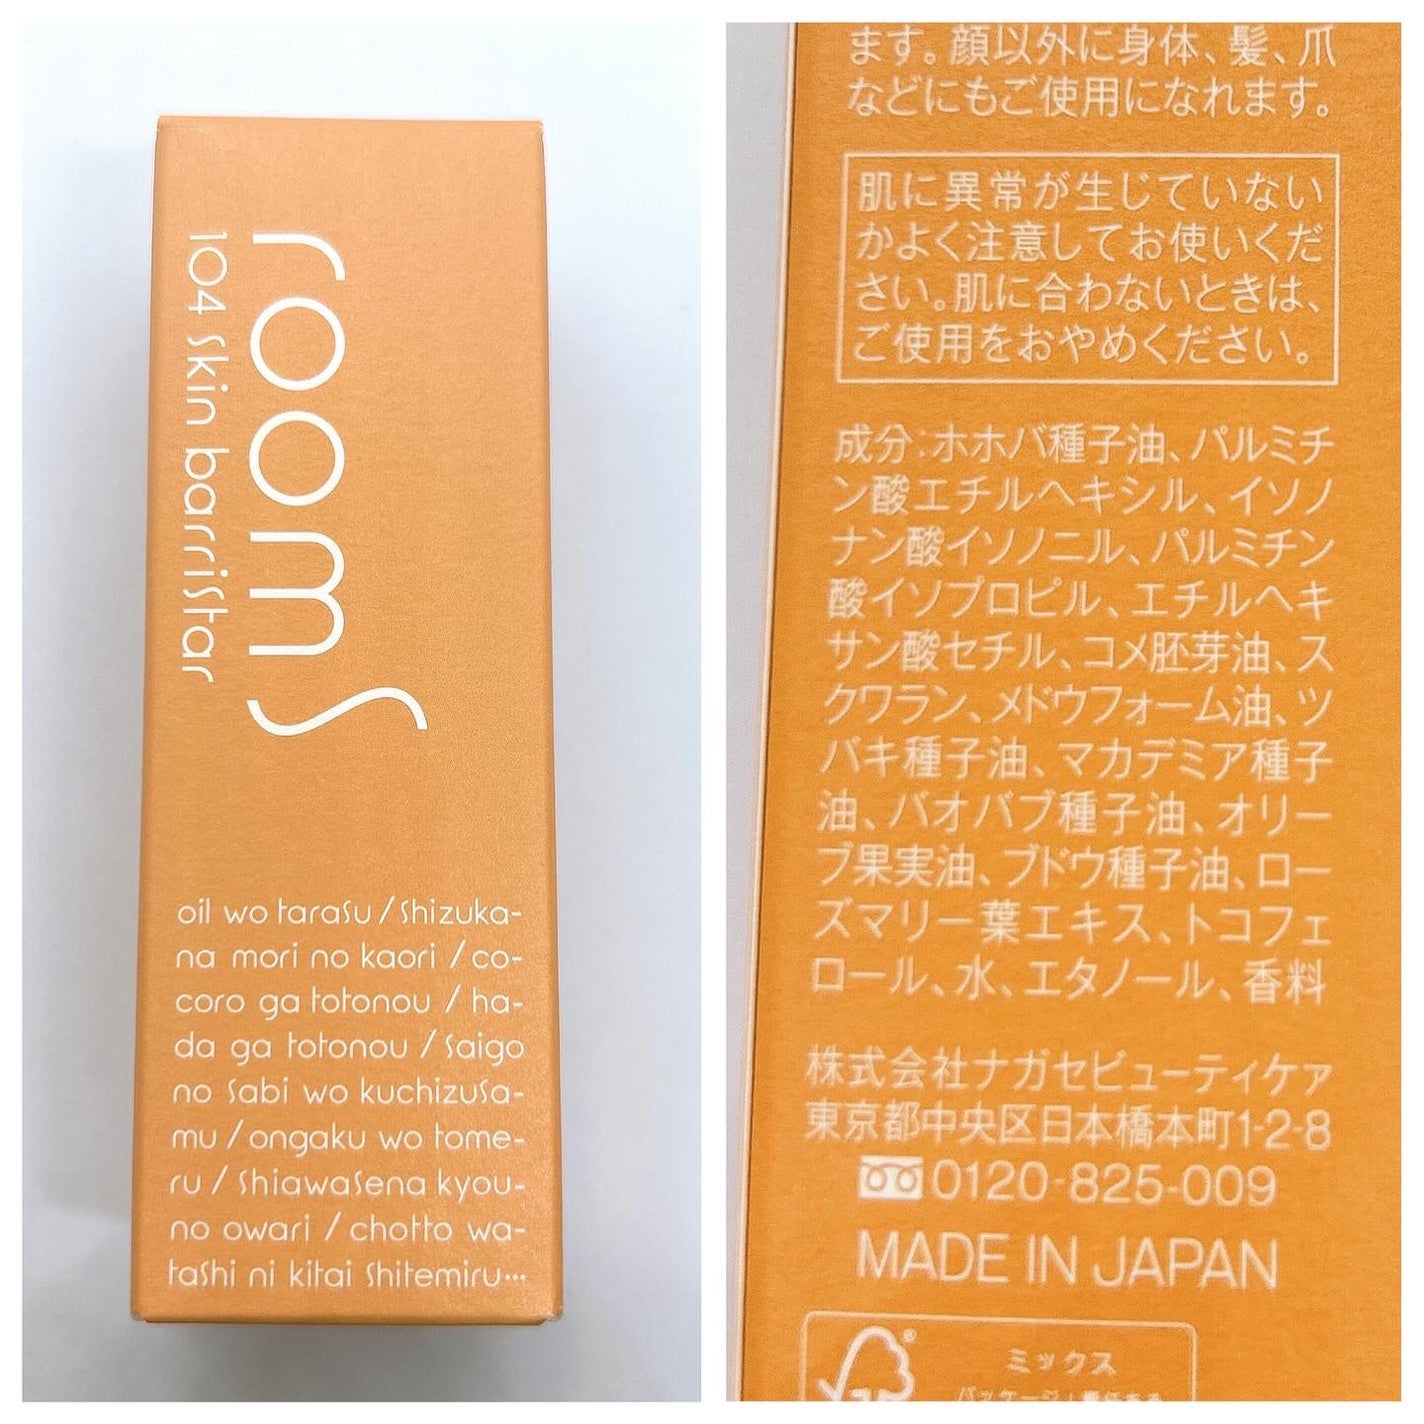 rooms
104 skin barristar
oil wo tarasu / shizuka-
na mori no kaori / co-
coro ga totonou / ha-
da ga totonou / saigo
no sabi wo kuchizusa-
mu / ongaku wo tome-
ru / shiawasena kyou-
no owari / chotto wa-
tashi ni kitai shitemiru…
ます。顔以外に身体、髪、爪
などにもご使用になれます。
肌に異常が生じていない
かよく注意してお使いくだ
さい。肌に合わないときは、
ご使用をおやめください。
成分：ホホバ種子油、パルミチ
ン酸エチルヘキシル、イソノ
ナン酸イソノニル、パルミチン
酸イソプロピル、エチルヘキ
サン酸セチル、コメ胚芽油、ス
クワラン、メドウフォーム油、ツ
バキ種子油、マカデミア種子
油、バオバブ種子油、オリー
ブ果実油、ブドウ種子油、ロー
ズマリー葉エキス、トコフェ
ロール、水、エタノール、香料
株式会社ナガセビューティケァ
東京都中央区日本橋本町1-2-8
0120-825-009
MADE IN JAPAN
ミックス